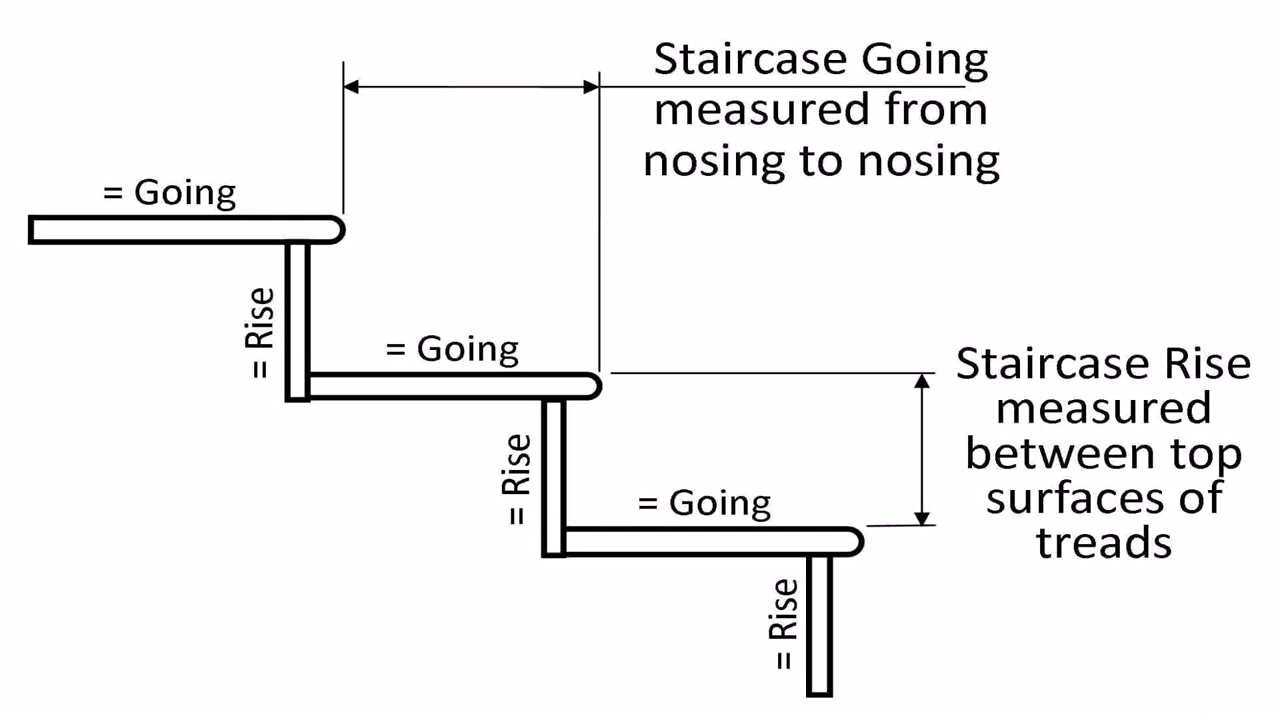 Staircase Going
measured from
nosing to nosing
= Going
= Rise
= Going
Staircase Rise
measured
between top
surfaces of
treads
= Rise
= Going
= Rise